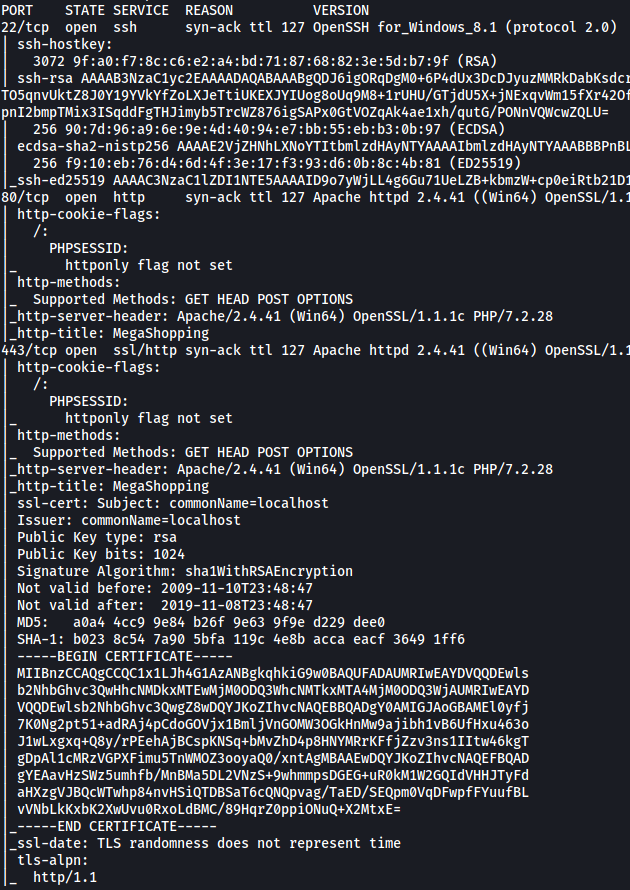 PORT    STATE SERVICE  REASON          VERSION
22/tcp  open  ssh      syn-ack ttl 127 OpenSSH for_Windows_8.1 (protocol 2.0)
| ssh-hostkey:
|   3072 9f:a0:f7:8c:c6:e2:a4:bd:71:87:68:82:3e:5d:b7:9f (RSA)
| ssh-rsa
|   256 90:7d:96:a9:6e:9e:4d:40:94:e7:bb:55:eb:b3:0b:97 (ECDSA)
| ecdsa-sha2-nistp256
|   256 f9:10:eb:76:d4:6d:4f:3e:17:f3:93:d6:0b:8c:4b:81 (ED25519)
|_ssh-ed25519
80/tcp  open  http     syn-ack ttl 127 Apache httpd 2.4.41 ((Win64) OpenSSL/1.1
| http-cookie-flags:
|   /:
|     PHPSESSID:
|_      httponly flag not set
| http-methods:
|_  Supported Methods: GET HEAD POST OPTIONS
|_http-server-header: Apache/2.4.41 (Win64) OpenSSL/1.1.1c PHP/7.2.28
|_http-title: MegaShopping
443/tcp open  ssl/http syn-ack ttl 127 Apache httpd 2.4.41 ((Win64) OpenSSL/1.1
| http-cookie-flags:
|   /:
|     PHPSESSID:
|_      httponly flag not set
| http-methods:
|_  Supported Methods: GET HEAD POST OPTIONS
|_http-server-header: Apache/2.4.41 (Win64) OpenSSL/1.1.1c PHP/7.2.28
|_http-title: MegaShopping
| ssl-cert: Subject: commonName=localhost
| Issuer: commonName=localhost
| Public Key type: rsa
| Public Key bits: 1024
| Signature Algorithm: sha1WithRSAEncryption
| Not valid before: 2009-11-10T23:48:47
| Not valid after:  2019-11-08T23:48:47
| MD5:   a0a4 4cc9 9e84 b26f 9e63 9f9e d229 dee0
| SHA-1: b023 8c54 7a90 5bfa 119c 4e8b acca eacf 3649 1ff6
| -----BEGIN CERTIFICATE-----
| MIIBnzCCAQgCCQC1x1LJh4G1AzANBgkqhkiG9w0BAQUFADAUMRIwEAYDVQQDEwls
| b2NhbGhvc3QwHhcNMDkxMTEwMjM0ODQ3WhcNMTkxMTA4MjM0ODQ3WjAUMRIwEAYD
| VQQDEwlsb2NhbGhvc3QwgZ8wDQYJKoZIhvcNAQEBBQADgY0AMIGJAoGBAMEl0yfj
| 7K0Ng2pt51+adRAj4pCdoGOVjx1BmljVnGOMW3OGkHnMw9ajibh1vB6UfHxu463o
| J1wLxgxq+Q8y/rPEehAjBCspKNSq+bMvZhD4p8HNYMRrKFfjZzv3ns1IItw46kgT
| gDpAl1cMRzVGPXFimu5TnWMOZ3ooyaQ0/xntAgMBAAEwDQYJKoZIhvcNAQEFBQAD
| gYEAavHzSWz5umhfb/MnBMa5DL2VNzS+9whmmpsDGEG+uR0kM1W2GQIdVHHJTyFd
| aHXzgVJBQcWTwhp84nvHSiQTDBSaT6cQNQpvag/TaED/SEQpm0VqDFwpfFYuufBL
| vVNbLkKxbK2XwUvu0RxoLdBMC/89HqrZ0ppiONuQ+X2MtxE=
|_-----END CERTIFICATE-----
|_ssl-date: TLS randomness does not represent time
| tls-alpn:
|_  http/1.1